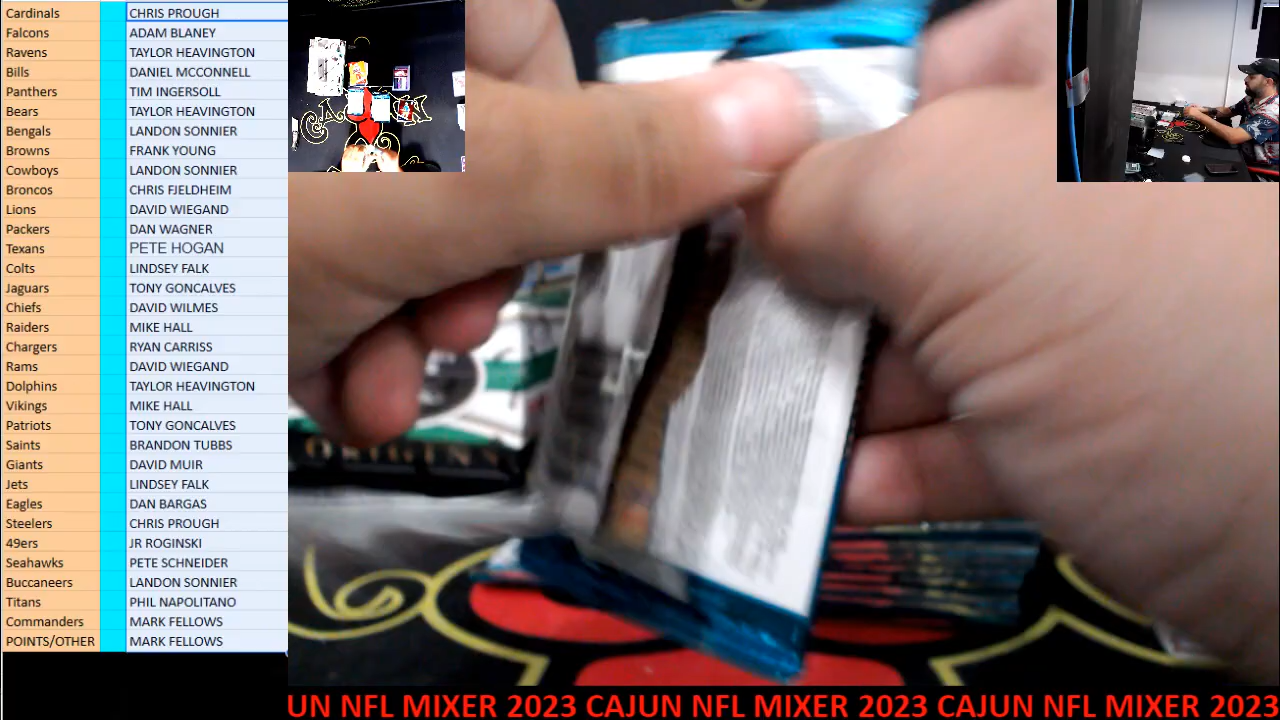 Cardinals CHRIS PROUGH
Falcons ADAM BLANEY
Ravens TAYLOR HEAVINGTON
Bills DANIEL MCCONNELL
Panthers TIM INGERSOLL
Bears TAYLOR HEAVINGTON
Bengals LANDON SONNIER
Browns FRANK YOUNG
Cowboys LANDON SONNIER
Broncos CHRIS FJELDHEIM
Lions DAVID WIEGAND
Packers DAN WAGNER
Texans PETE HOGAN
Colts LINDSEY FALK
Jaguars TONY GONCALVES
Chiefs DAVID WILMES
Raiders MIKE HALL
Chargers RYAN CARRISS
Rams DAVID WIEGAND
Dolphins TAYLOR HEAVINGTON
Vikings MIKE HALL
Patriots TONY GONCALVES
Saints BRANDON TUBBS
Giants DAVID MUIR
Jets LINDSEY FALK
Eagles DAN BARGAS
Steelers CHRIS PROUGH
49ers JR ROGINSKI
Seahawks PETE SCHNEIDER
Buccaneers LANDON SONNIER
Titans PHIL NAPOLITANO
Commanders MARK FELLOWS
POINTS/OTHER MARK FELLOWS
ORIGINS
UN NFL MIXER 2023 CAJUN NFL MIXER 2023 CAJUN NFL MIXER 2023